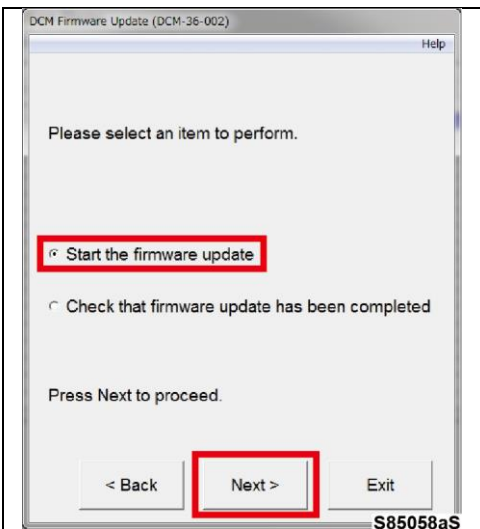 DCM Firmware Update (DCM-36-002)
Help
Please select an item to perform.
Start the firmware update
Check that firmware update has been completed
Press Next to proceed.
< Back Next > Exit
S85058aS